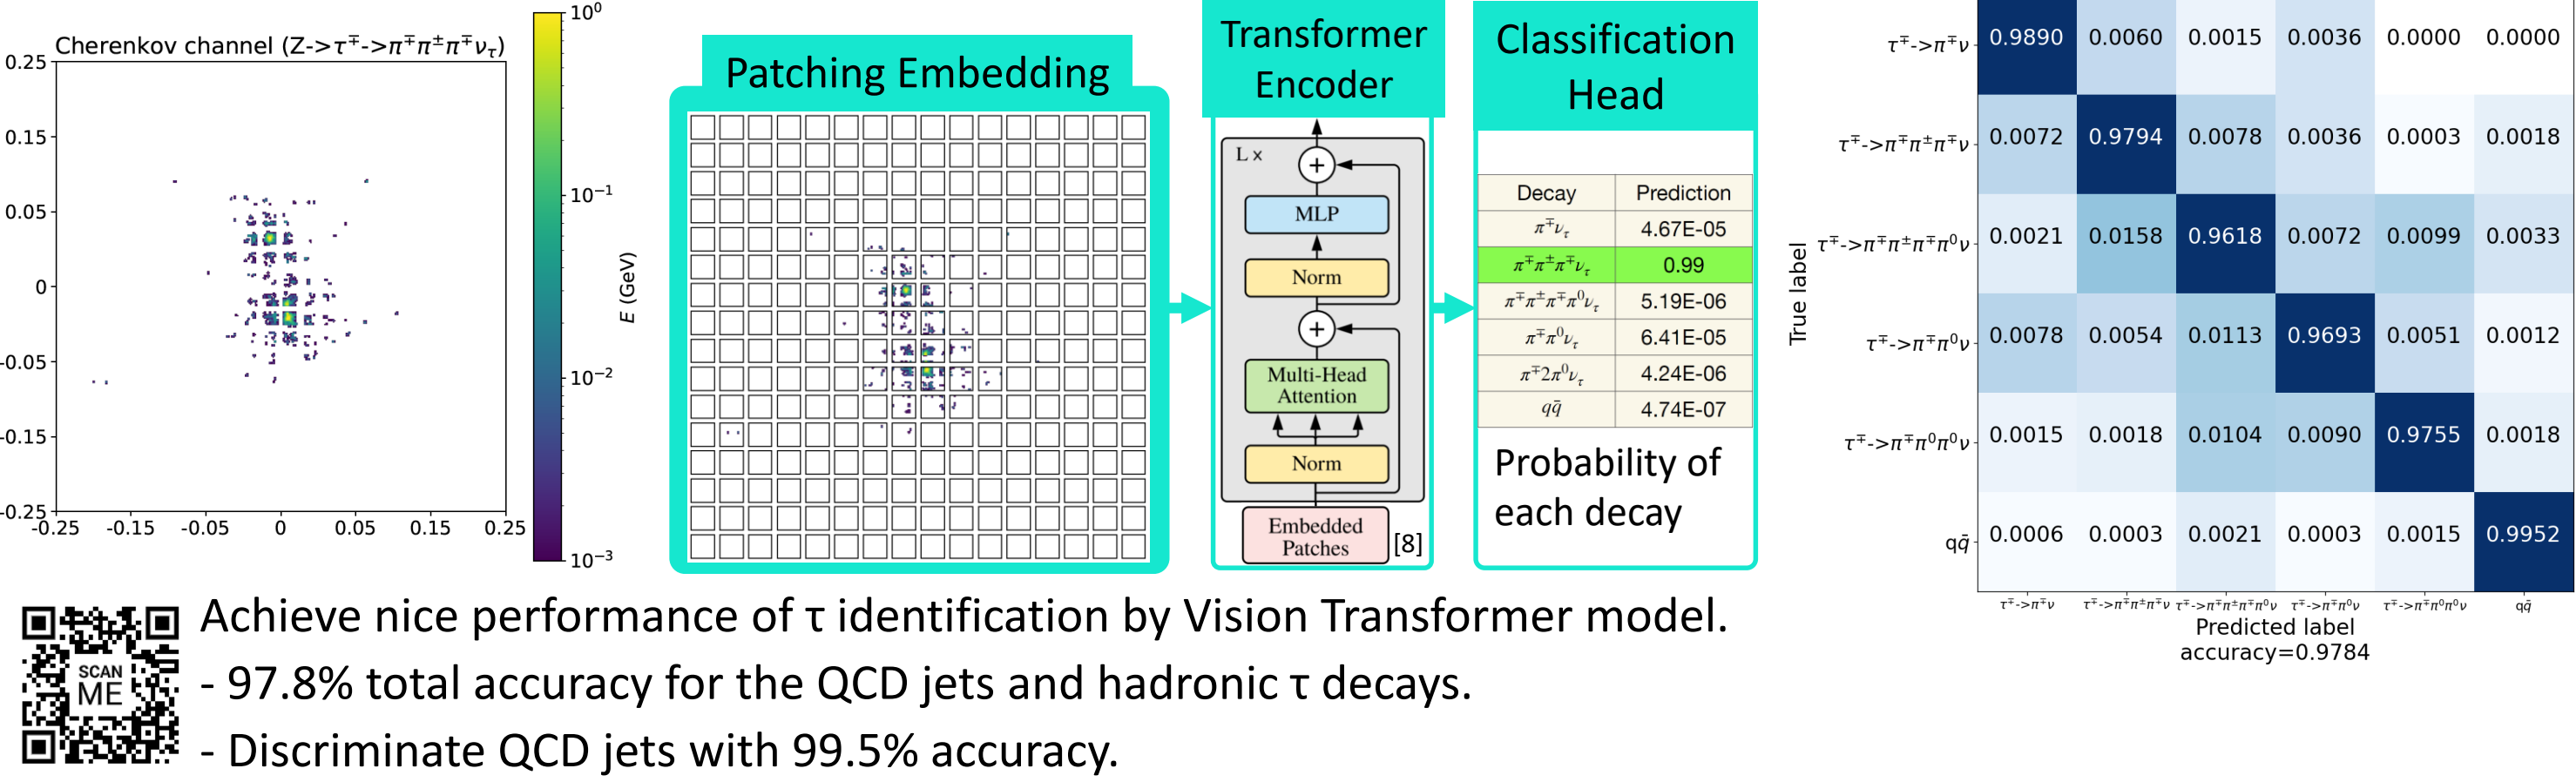 Cherenkov channel (Z->τ∓->π∓π±π∓ντ)
0.25
0.15
0.05
0
-0.05
-0.15
-0.25
-0.25 -0.15 -0.05 0 0.05 0.15 0.25
10⁰
10⁻¹
10⁻²
10⁻³
E (GeV)
Patching Embedding
Transformer
Encoder
L ×
+
MLP
Norm
+
Multi-Head
Attention
Norm
Embedded
Patches
[8]
Classification
Head
Decay Prediction
π∓ντ 4.67E-05
π∓π±π∓ντ 0.99
π∓π±π∓π⁰ντ 5.19E-06
π∓π⁰ντ 6.41E-05
π∓2π⁰ντ 4.24E-06
qq̄ 4.74E-07
Probability of
each decay
True label
τ∓->π∓ν 0.9890 0.0060 0.0015 0.0036 0.0000 0.0000
τ∓->π∓π±π∓ν 0.0072 0.9794 0.0078 0.0036 0.0003 0.0018
τ∓->π∓π±π∓π⁰ν 0.0021 0.0158 0.9618 0.0072 0.0099 0.0033
τ∓->π∓π⁰ν 0.0078 0.0054 0.0113 0.9693 0.0051 0.0012
τ∓->π∓π⁰π⁰ν 0.0015 0.0018 0.0104 0.0090 0.9755 0.0018
qq̄ 0.0006 0.0003 0.0021 0.0003 0.0015 0.9952
τ∓->π∓ν τ∓->π∓π±π∓ν τ∓->π∓π±π∓π⁰ν τ∓->π∓π⁰ν τ∓->π∓π⁰π⁰ν qq̄
Predicted label
accuracy=0.9784
SCAN
ME
Achieve nice performance of τ identification by Vision Transformer model.
- 97.8% total accuracy for the QCD jets and hadronic τ decays.
- Discriminate QCD jets with 99.5% accuracy.